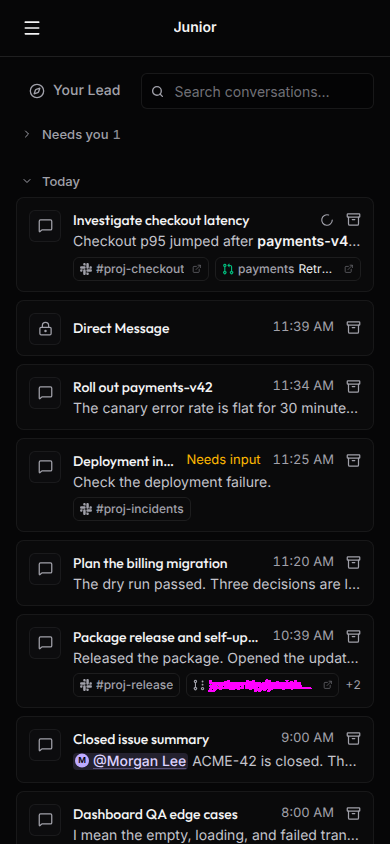 Junior
Your Lead
Search conversations...
Needs you 1
Today
Investigate checkout latency
Checkout p95 jumped after payments-v4...
#proj-checkout
payments Retr...
Direct Message
11:39 AM
Roll out payments-v42
11:34 AM
The canary error rate is flat for 30 minute...
Deployment in...
Needs input
11:25 AM
Check the deployment failure.
#proj-incidents
Plan the billing migration
11:20 AM
The dry run passed. Three decisions are l...
Package release and self-up...
10:39 AM
Released the package. Opened the updat...
#proj-release
+2
Closed issue summary
9:00 AM
M @Morgan Lee ACME-42 is closed. Th...
Dashboard QA edge cases
8:00 AM
I mean the empty, loading, and failed tran...